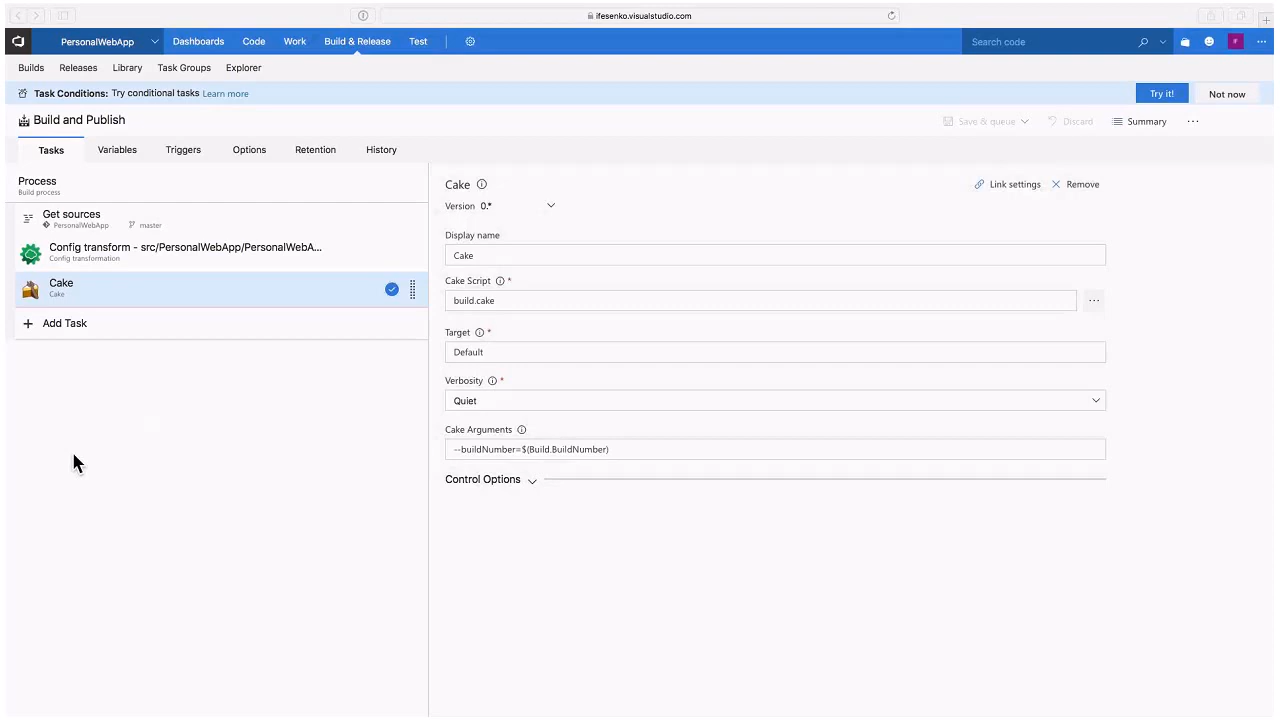 ifesenko.visualstudio.com
PersonalWebApp Dashboards Code Work Build & Release Test Search code
Builds Releases Library Task Groups Explorer
Task Conditions: Try conditional tasks Learn more Try it! Not now
Build and Publish Save & queue Discard Summary ...
Tasks Variables Triggers Options Retention History
Process
Build process
Get sources
PersonalWebApp master
Config transform - src/PersonalWebApp/PersonalWebA...
Config transformation
Cake
Cake
+ Add Task
Cake Link settings Remove
Version 0.*
Display name
Cake
Cake Script *
build.cake ...
Target *
Default
Verbosity *
Quiet
Cake Arguments
--buildNumber=$(Build.BuildNumber)
Control Options